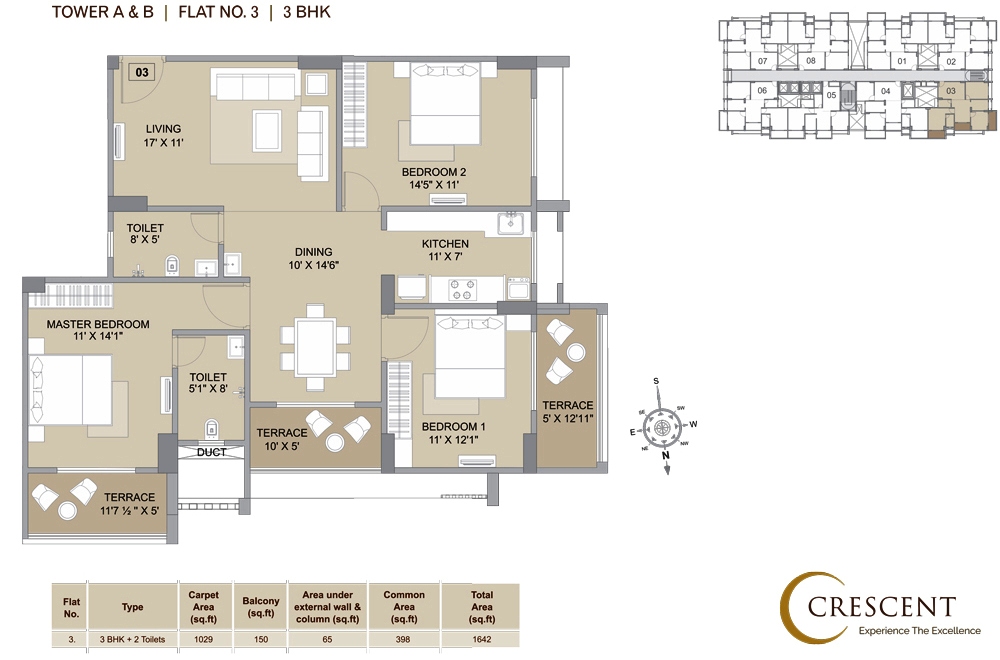 TOWER A & B | FLAT NO. 3 | 3 BHK
03
LIVING
17' X 11'
BEDROOM 2
14'5" X 11'
TOILET
8' X 5'
DINING
10' X 14'6"
KITCHEN
11' X 7'
MASTER BEDROOM
11' X 14'1"
TOILET
5'1" X 8'
DUCT
TERRACE
10' X 5'
BEDROOM 1
11' X 12'1"
TERRACE
5' X 12'11"
TERRACE
11'7 ½ " X 5'
07 08 01 02
06 05 04 03
S
SE SW
E W
NE NW
N
Flat No. Type Carpet Area (sq.ft) Balcony (sq.ft) Area under external wall & column (sq.ft) Common Area (sq.ft) Total Area (sq.ft)
3. 3 BHK + 2 Toilets 1029 150 65 398 1642
CRESCENT
Experience The Excellence